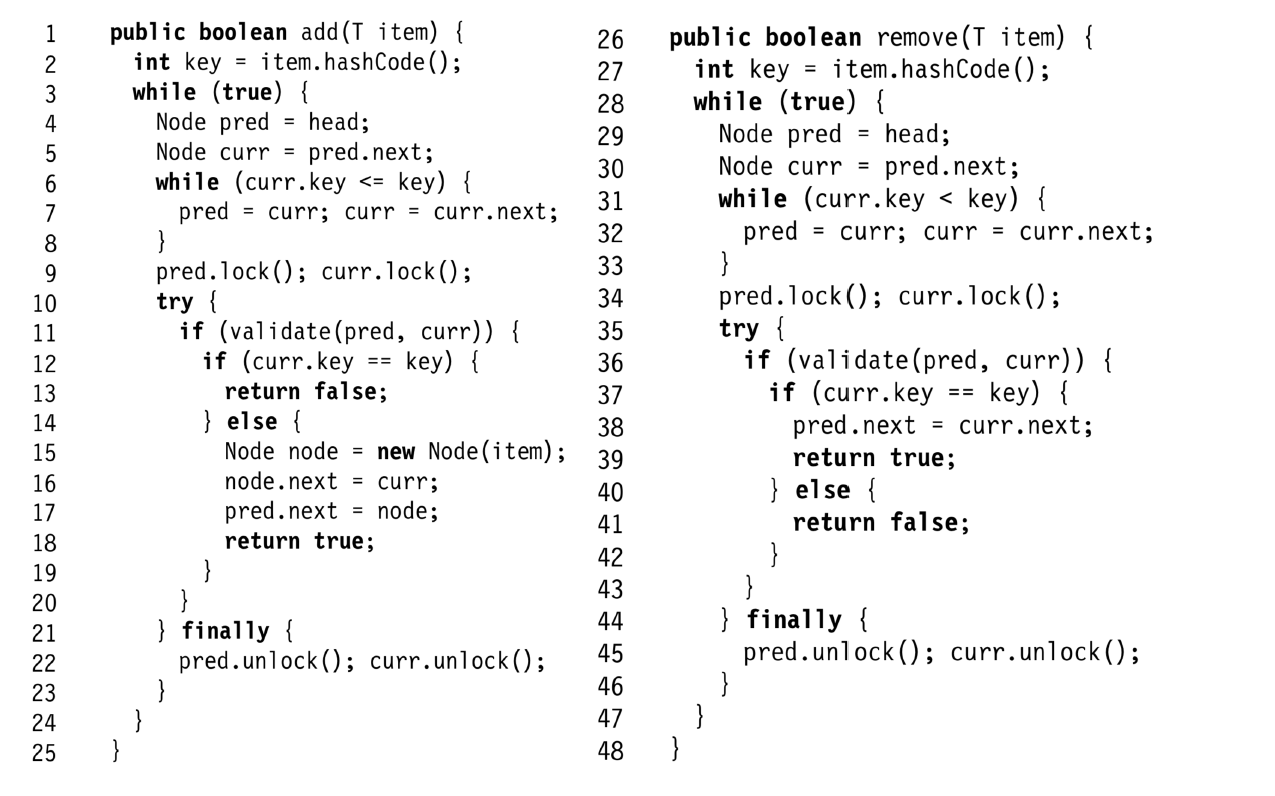 1 public boolean add(T item) {
2 int key = item.hashCode();
3 while (true) {
4 Node pred = head;
5 Node curr = pred.next;
6 while (curr.key <= key) {
7 pred = curr; curr = curr.next;
8 }
9 pred.lock(); curr.lock();
10 try {
11 if (validate(pred, curr)) {
12 if (curr.key == key) {
13 return false;
14 } else {
15 Node node = new Node(item);
16 node.next = curr;
17 pred.next = node;
18 return true;
19 }
20 }
21 } finally {
22 pred.unlock(); curr.unlock();
23 }
24 }
25 }
26 public boolean remove(T item) {
27 int key = item.hashCode();
28 while (true) {
29 Node pred = head;
30 Node curr = pred.next;
31 while (curr.key < key) {
32 pred = curr; curr = curr.next;
33 }
34 pred.lock(); curr.lock();
35 try {
36 if (validate(pred, curr)) {
37 if (curr.key == key) {
38 pred.next = curr.next;
39 return true;
40 } else {
41 return false;
42 }
43 }
44 } finally {
45 pred.unlock(); curr.unlock();
46 }
47 }
48 }